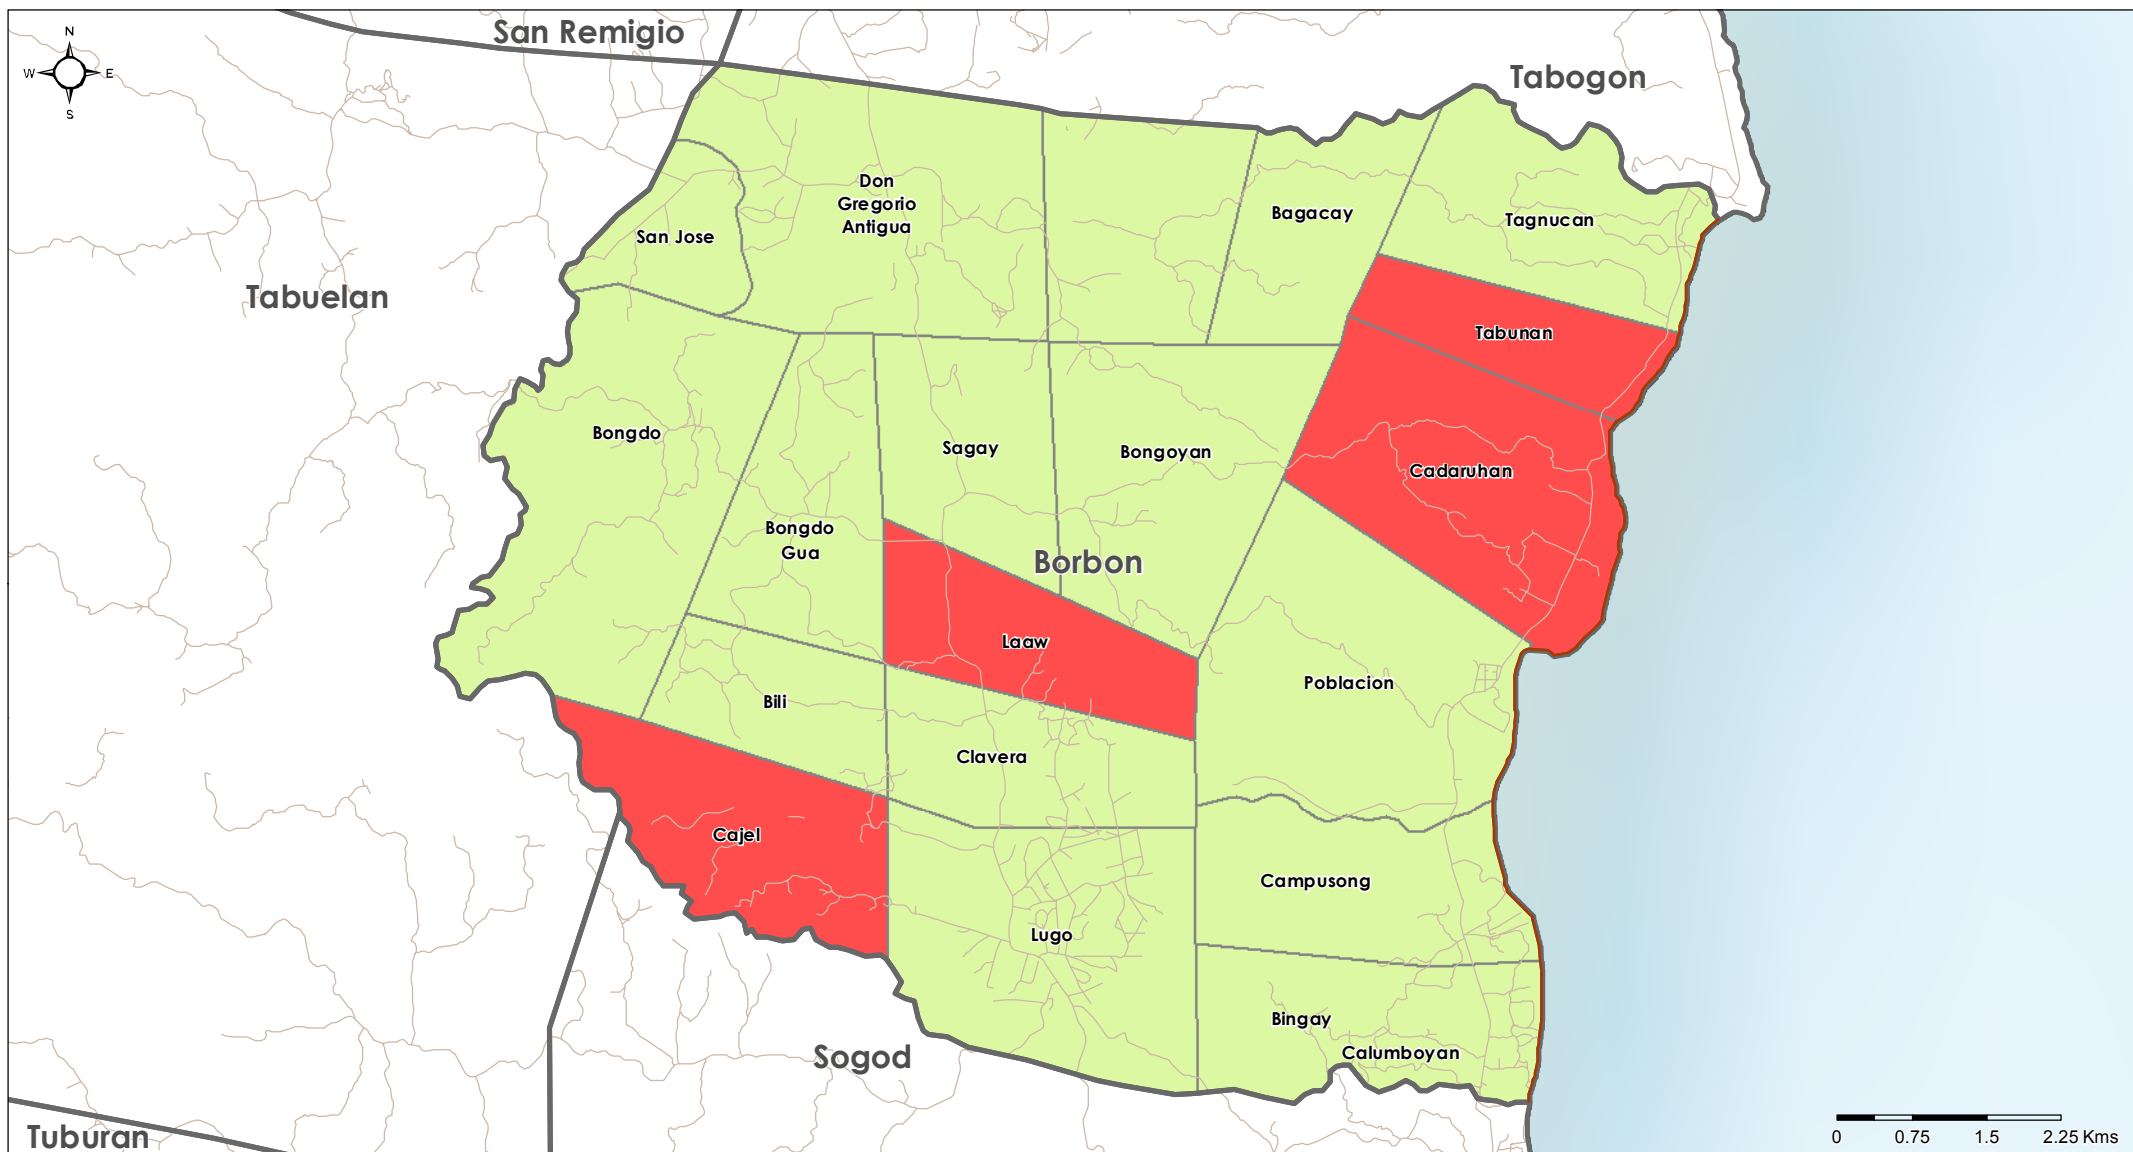 San Remigio
N
W E
S
Tabogon
Don
Gregorio
Antigua
Bagacay
Tagnucan
San Jose
Tabuelan
Tabunan
Bongdo
Sagay
Bongoyan
Cadaruhan
Bongdo
Gua
Borbon
Laaw
Poblacion
Bili
Clavera
Cajel
Campusong
Lugo
Bingay
Calumboyan
Sogod
Tuburan
0 0.75 1.5 2.25 Kms